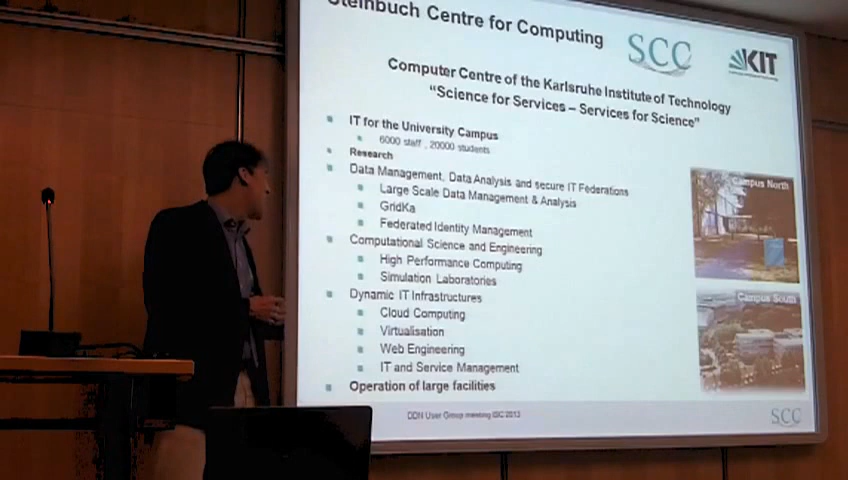 Steinbuch Centre for Computing
SCC
KIT
Computer Centre of the Karlsruhe Institute of Technology
"Science for Services – Services for Science"
IT for the University Campus
6000 staff , 20000 students
Research
Data Management, Data Analysis and secure IT Federations
Large Scale Data Management & Analysis
GridKa
Federated Identity Management
Computational Science and Engineering
High Performance Computing
Simulation Laboratories
Dynamic IT Infrastructures
Cloud Computing
Virtualisation
Web Engineering
IT and Service Management
Operation of large facilities
Campus North
Campus South
DDN User Group meeting ISC 2013
SCC